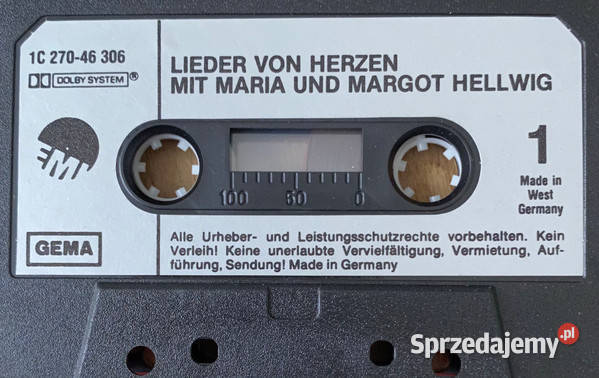 1C 270-46 306
DOLBY SYSTEM®
LIEDER VON HERZEN
MIT MARIA UND MARGOT HELLWIG
EMI
1
Made in
West
Germany
100 50 0
GEMA
Alle Urheber- und Leistungsschutzrechte vorbehalten. Kein
Verleih! Keine unerlaubte Vervielfältigung, Vermietung, Auf-
führung, Sendung! Made in Germany
Sprzedajemy.pl